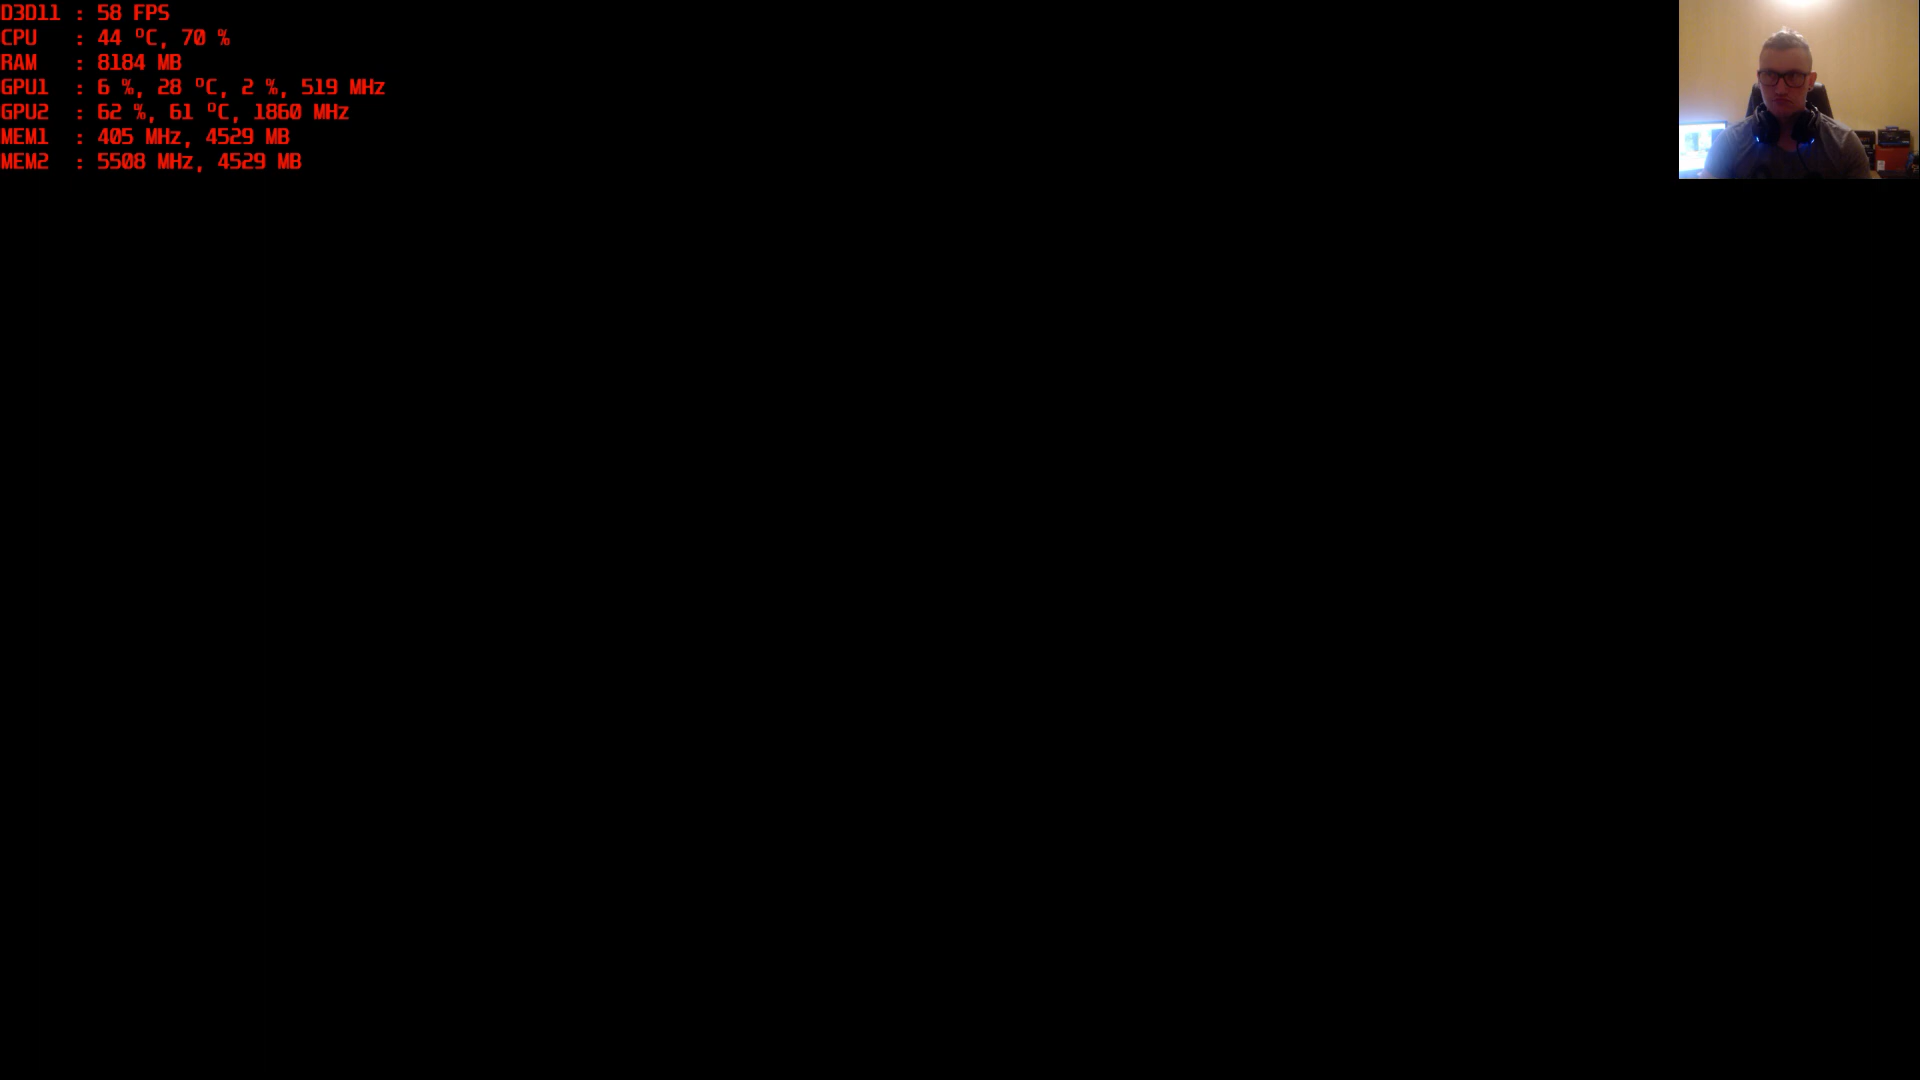 D3D11 : 58 FPS
CPU : 44 °C, 70 %
RAM : 8184 MB
GPU1 : 6 %, 28 °C, 2 %, 519 MHz
GPU2 : 62 %, 61 °C, 1860 MHz
MEM1 : 405 MHz, 4529 MB
MEM2 : 5508 MHz, 4529 MB